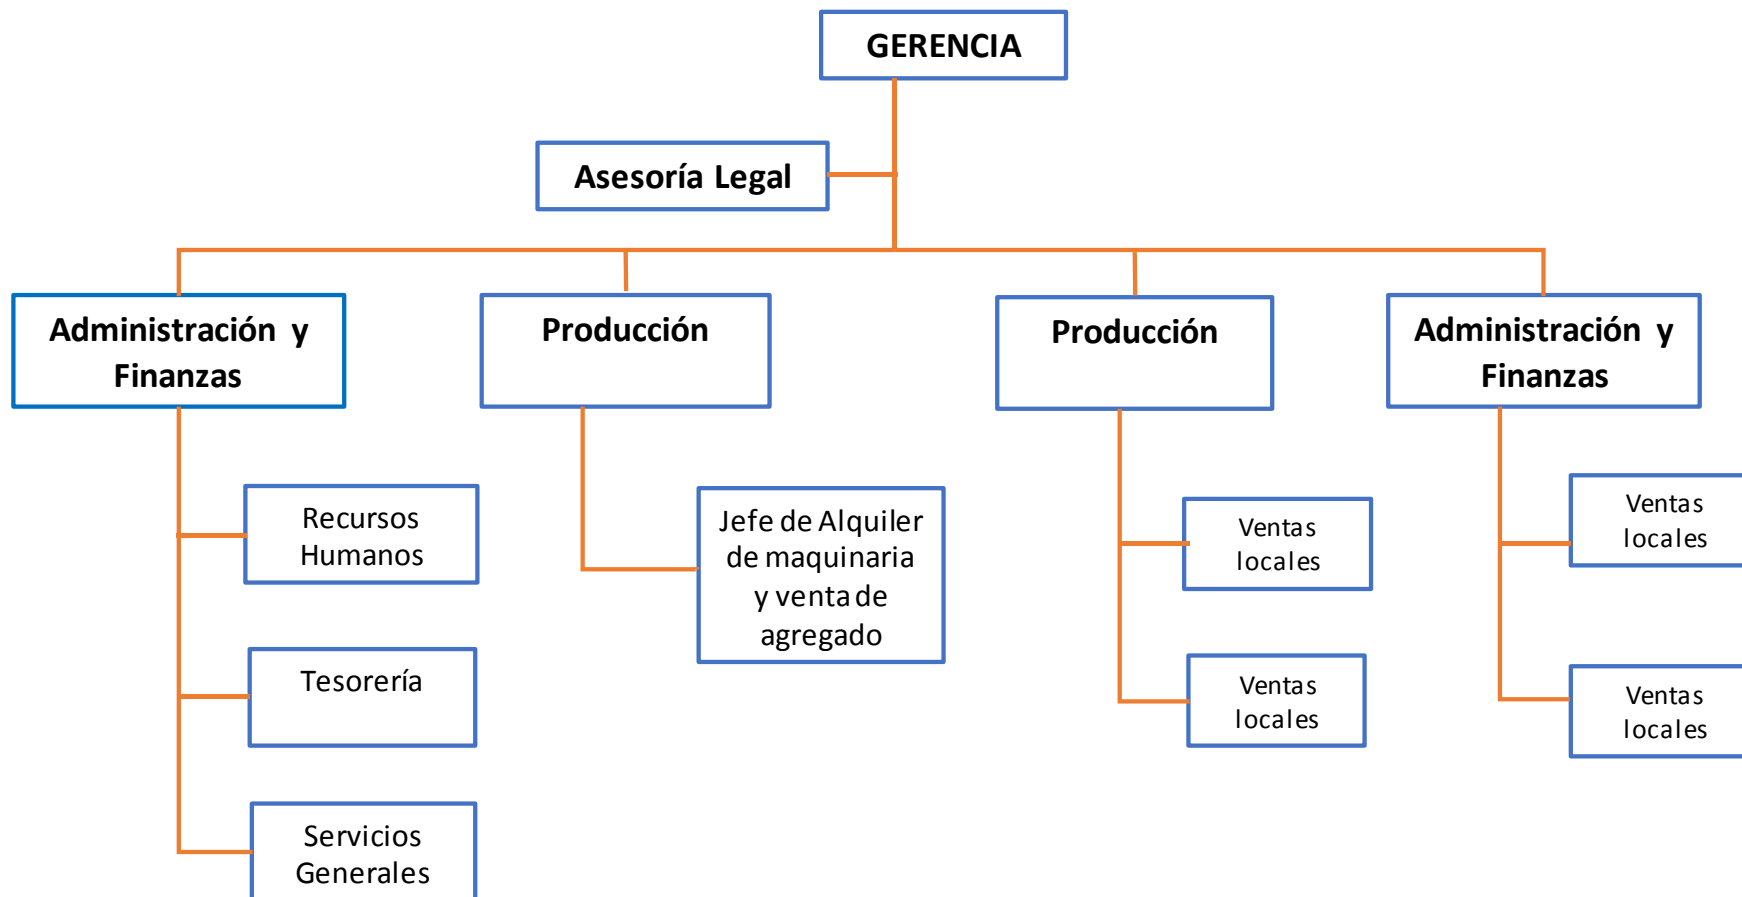 GERENCIA
Asesoría Legal
Administración y
Finanzas
Producción
Producción
Administración y
Finanzas
Recursos
Humanos
Tesorería
Servicios
Generales
Jefe de Alquiler
de maquinaria
y venta de
agregado
Ventas
locales
Ventas
locales
Ventas
locales
Ventas
locales